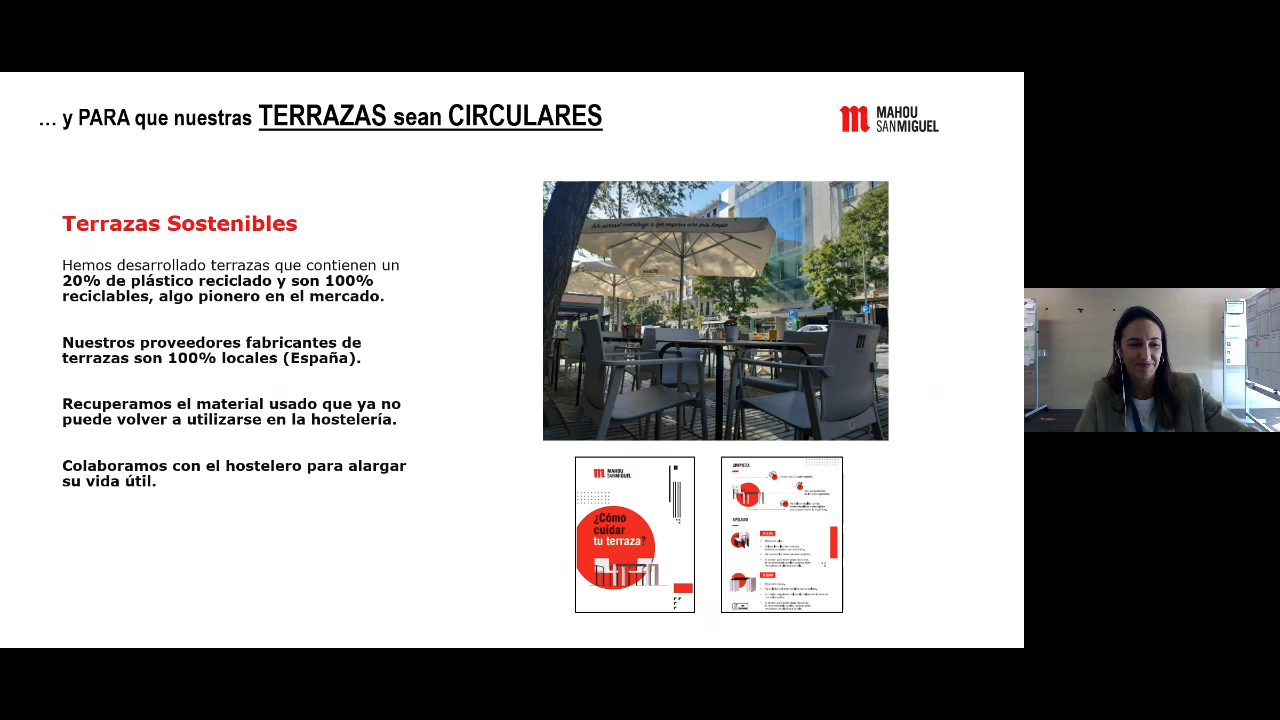 … y PARA que nuestras TERRAZAS sean CIRCULARES
MAHOU
SANMIGUEL
Terrazas Sostenibles
Hemos desarrollado terrazas que contienen un
20% de plástico reciclado y son 100%
reciclables, algo pionero en el mercado.
Nuestros proveedores fabricantes de
terrazas son 100% locales (España).
Recuperamos el material usado que ya no
puede volver a utilizarse en la hostelería.
Colaboramos con el hostelero para alargar
su vida útil.
MAHOU
SANMIGUEL
¿Cómo
cuidar
tu terraza?
LIMPIEZA
APILADO